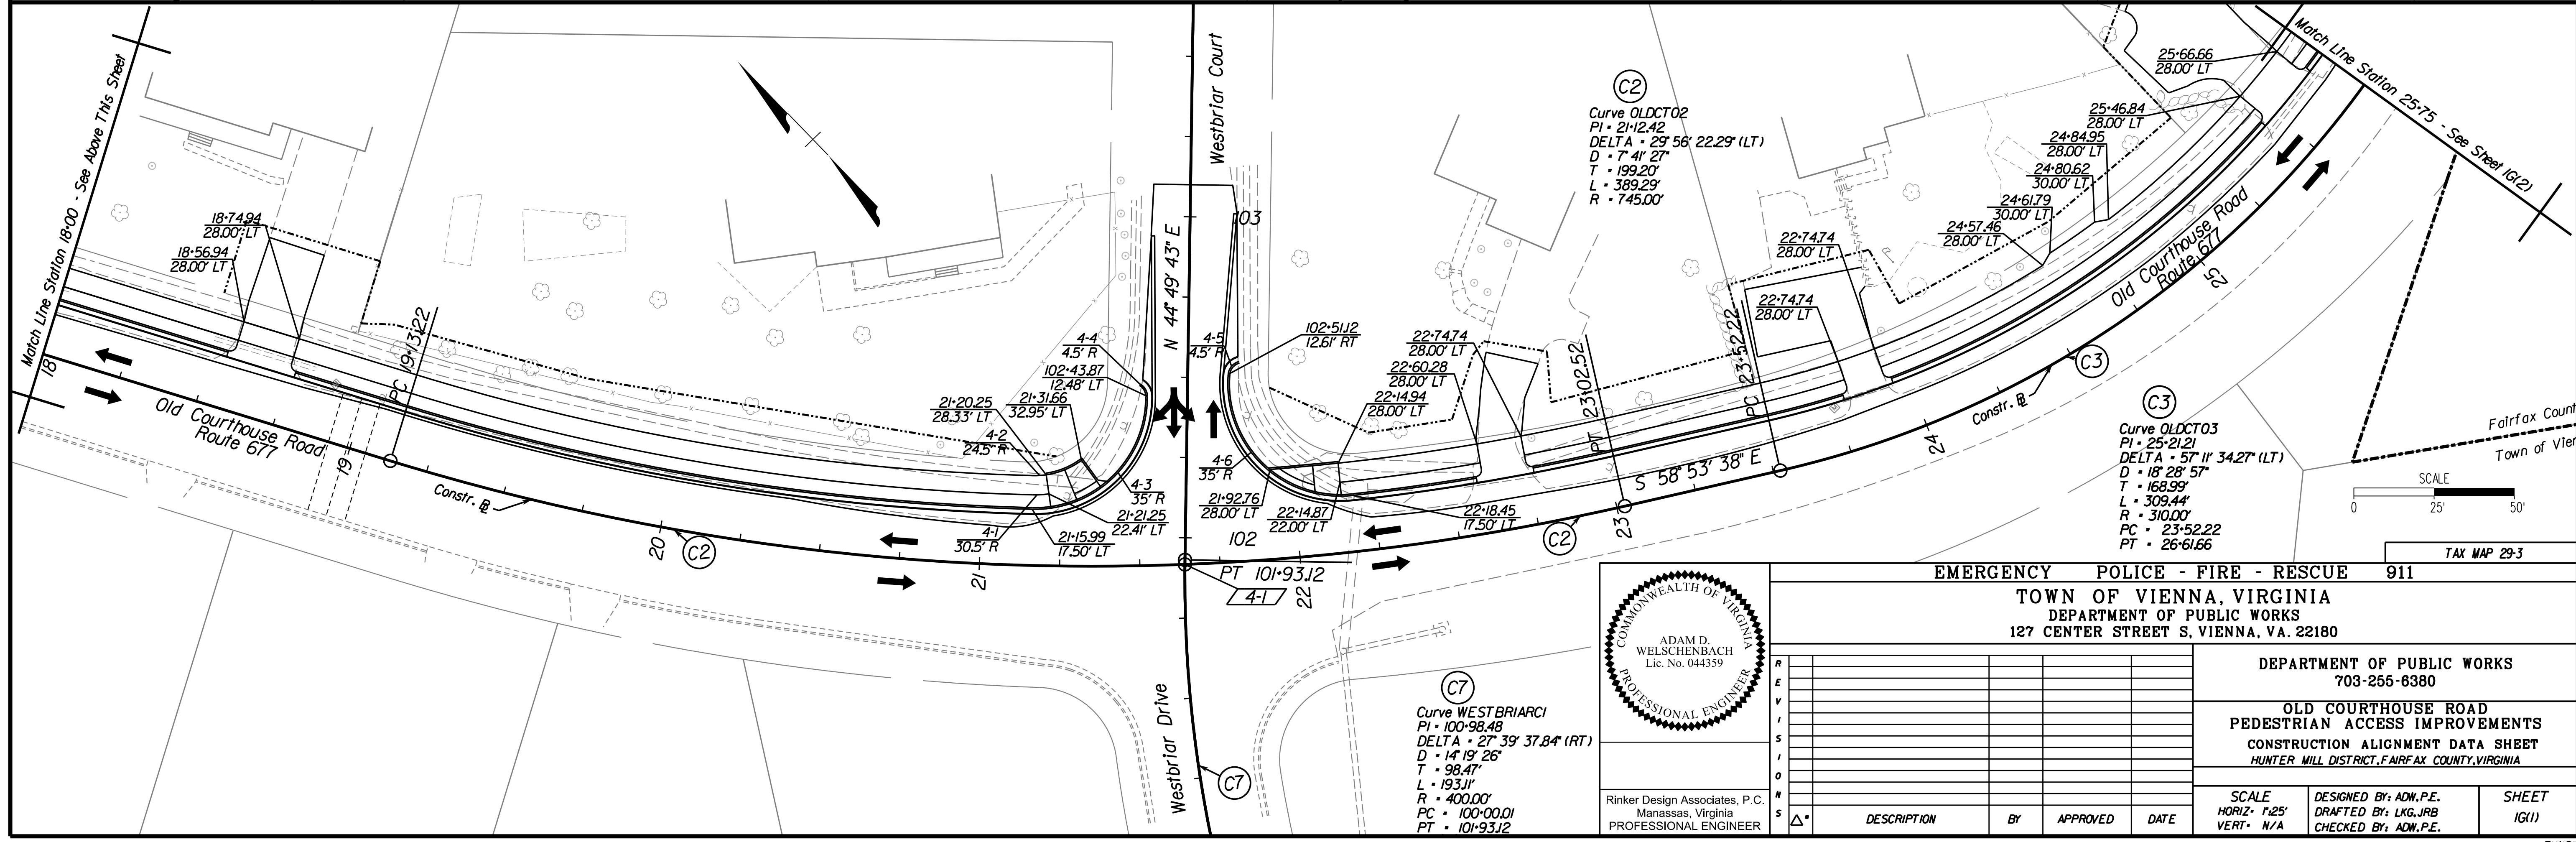 Match Line Station 18+00 - See Above This Sheet
18
18+74.94
28.00' LT
18+56.94
28.00' LT
Old Courthouse Road
Route 677
19
PC 19+13.22
Constr. BL
20
C2
4-4
4.5' R
102+43.87
12.48' LT
21+20.25
28.33' LT
21+31.66
32.95' LT
4-2
24.5' R
4-3
35' R
21+21.25
22.41' LT
4-1
30.5' R
21+15.99
17.50' LT
21
Westbriar Court
N 44° 49' 43" E
103
4-5
4.5' R
102+51.12
12.61' RT
4-6
35' R
21+92.76
28.00' LT
22+14.87
22.00' LT
102
PT 101+93.12
4-1
22
22+74.74
28.00' LT
22+60.28
28.00' LT
22+14.94
28.00' LT
22+18.45
17.50' LT
Westbriar Drive
C7
C2
Curve OLDCT02
PI = 21+12.42
DELTA = 29° 56' 22.29" (LT)
D = 7° 41' 27"
T = 199.20'
L = 389.29'
R = 745.00'
PT 23+02.52
23
C2
S 58° 53' 38" E
PC 23+52.22
22+74.74
28.00' LT
22+74.74
28.00' LT
24+57.46
28.00' LT
24+61.79
30.00' LT
24+80.62
30.00' LT
24+84.95
28.00' LT
25+46.84
28.00' LT
25+66.66
28.00' LT
Match Line Station 25+75 - See Sheet 1G(2)
Old Courthouse Road
Route 677
25
24
Constr. BL
C3
C3
Curve OLDCT03
PI = 25+21.21
DELTA = 57° 11' 34.27" (LT)
D = 18° 28' 57"
T = 168.99'
L = 309.44'
R = 310.00'
PC = 23+52.22
PT = 26+61.66
Fairfax Count
Town of Vier
SCALE
0 25' 50'
TAX MAP 29-3
C7
Curve WESTBRIARC1
PI = 100+98.48
DELTA = 27° 39' 37.84" (RT)
D = 14° 19' 26"
T = 98.47'
L = 193.11'
R = 400.00'
PC = 100+00.01
PT = 101+93.12
COMMONWEALTH OF VIRGINIA
ADAM D.
WELSCHENBACH
Lic. No. 044359
PROFESSIONAL ENGINEER
Rinker Design Associates, P.C.
Manassas, Virginia
PROFESSIONAL ENGINEER
EMERGENCY POLICE - FIRE - RESCUE 911
TOWN OF VIENNA, VIRGINIA
DEPARTMENT OF PUBLIC WORKS
127 CENTER STREET S, VIENNA, VA. 22180
REVISIONS
DESCRIPTION BY APPROVED DATE
DEPARTMENT OF PUBLIC WORKS
703-255-6380
OLD COURTHOUSE ROAD
PEDESTRIAN ACCESS IMPROVEMENTS
CONSTRUCTION ALIGNMENT DATA SHEET
HUNTER MILL DISTRICT, FAIRFAX COUNTY, VIRGINIA
SCALE
HORIZ- 1"=25'
VERT- N/A
DESIGNED BY: ADW, P.E.
DRAFTED BY: LKG, JRB
CHECKED BY: ADW, P.E.
SHEET
1G(1)